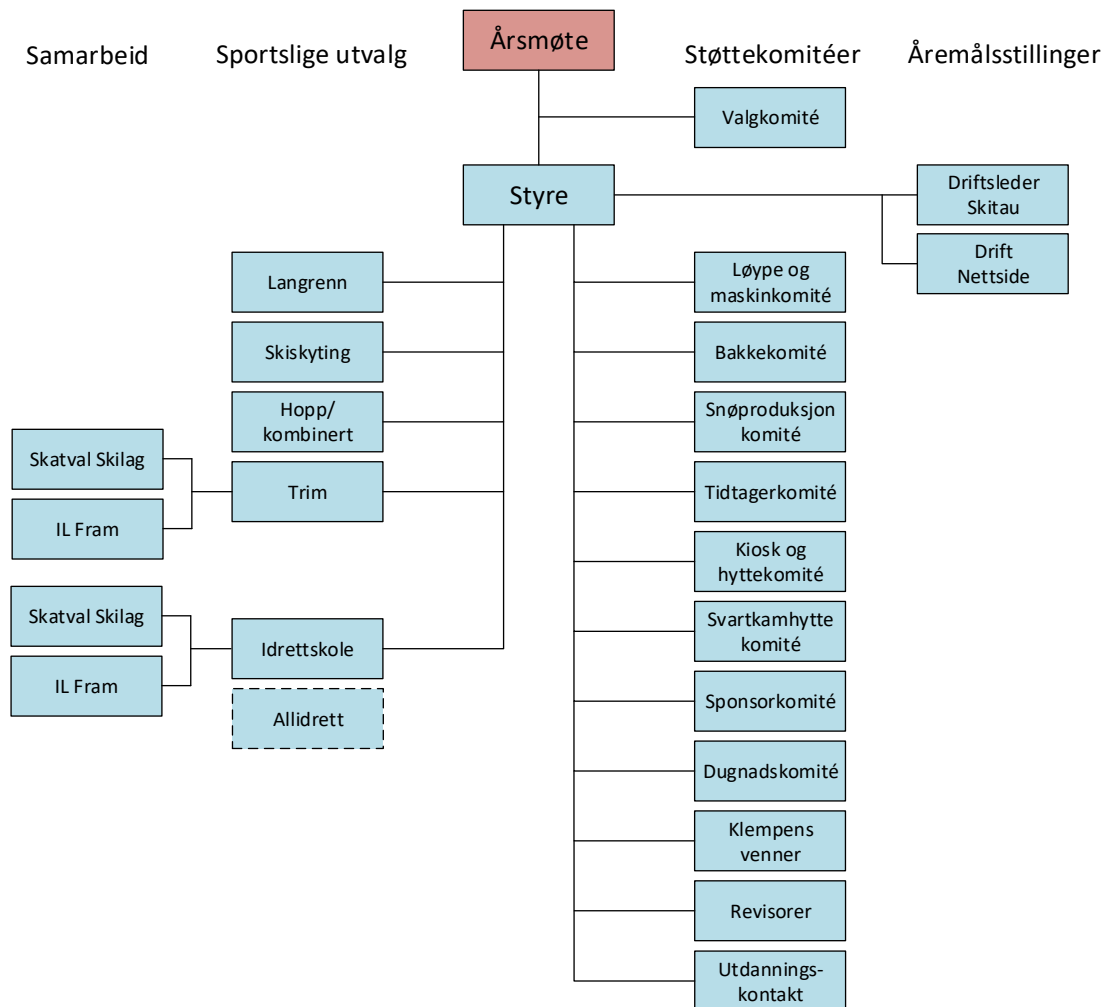 Årsmøte
Samarbeid
Sportslige utvalg
Støttekomitéer
Åremålsstillinger
Valgkomité
Styre
Driftsleder
Skitau
Drift
Nettside
Langrenn
Skiskyting
Hopp/
kombinert
Trim
Skatval Skilag
IL Fram
Idrettskole
Skatval Skilag
IL Fram
Allidrett
Løype og
maskinkomité
Bakkekomité
Snøproduksjon
komité
Tidtagerkomité
Kiosk og
hyttekomité
Svartkamhytte
komité
Sponsorkomité
Dugnadskomité
Klempens
venner
Revisorer
Utdannings-
kontakt